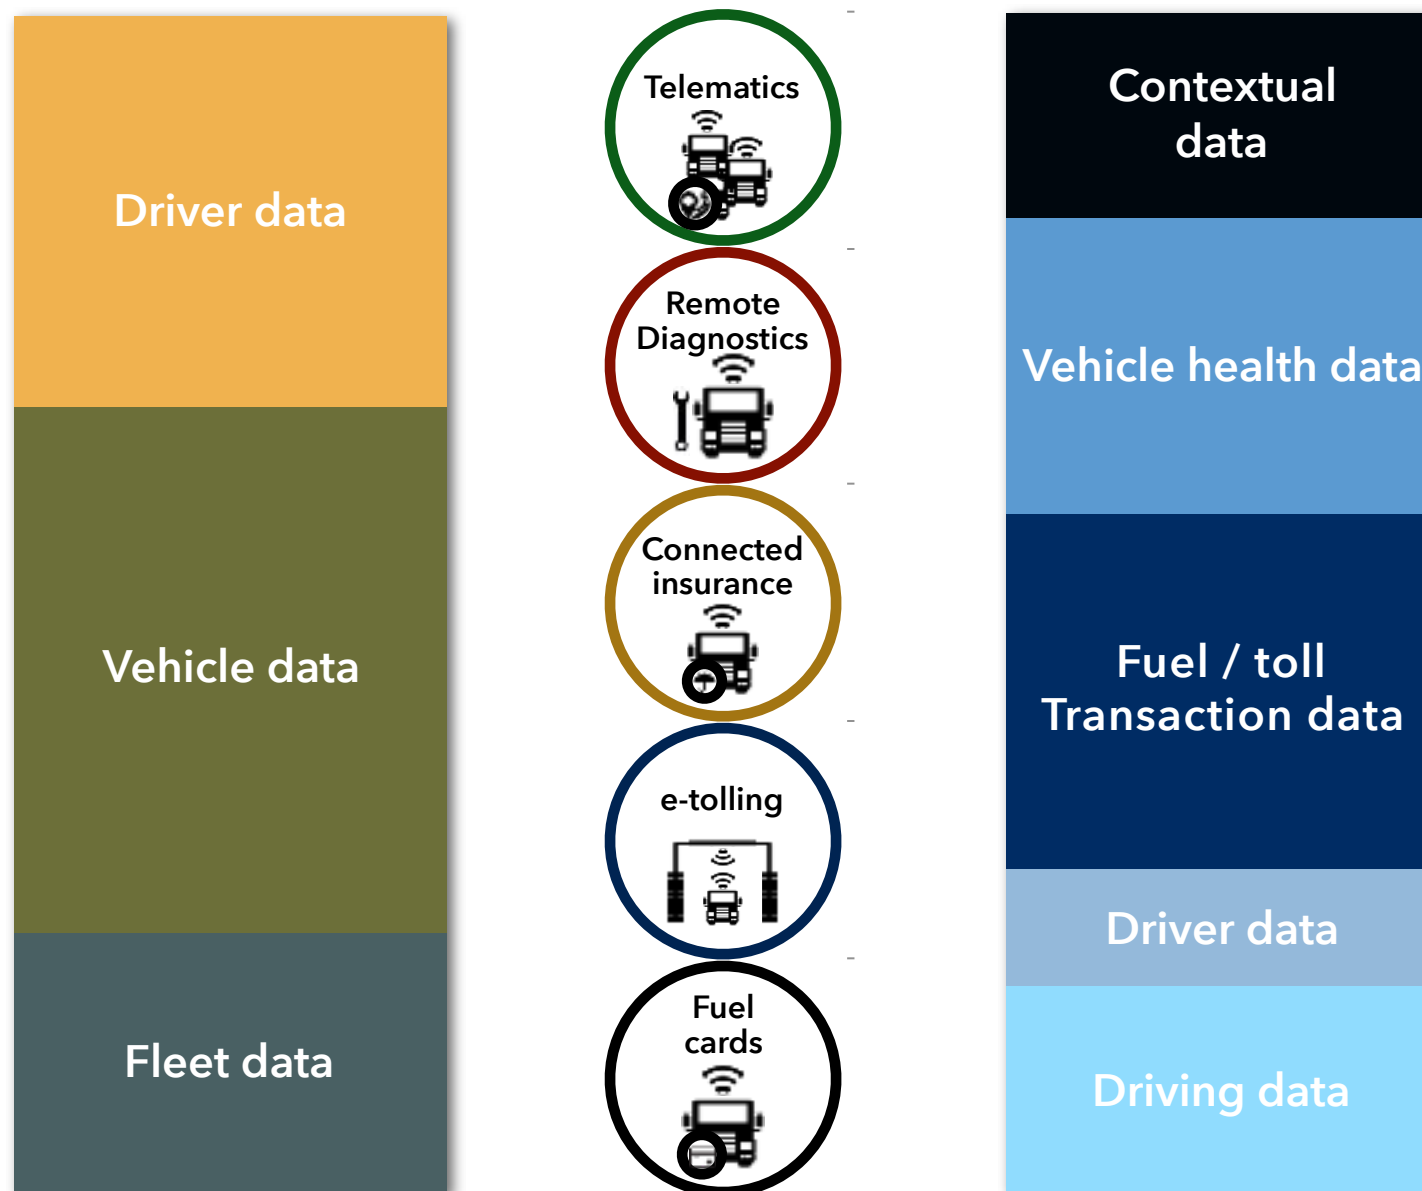 Driver data
Vehicle data
Fleet data
Telematics
Remote
Diagnostics
Connected
insurance
e-tolling
Fuel
cards
Contextual
data
Vehicle health data
Fuel / toll
Transaction data
Driver data
Driving data